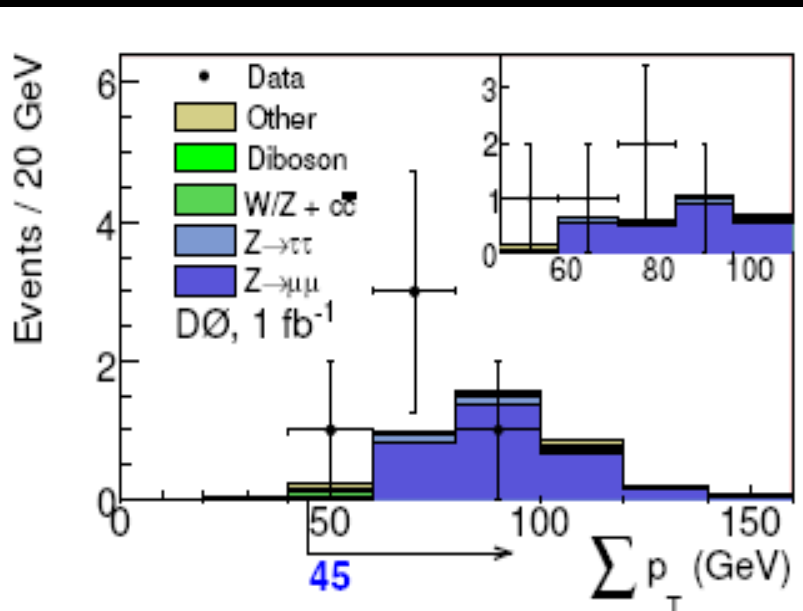 Events / 20 GeV
6
4
2
0
Data
Other
Diboson
W/Z + cc̅
Z→ττ
Z→μμ
DØ, 1 fb⁻¹
3
2
1
0
60 80 100
0 50 100 150
45
∑ p_T (GeV)